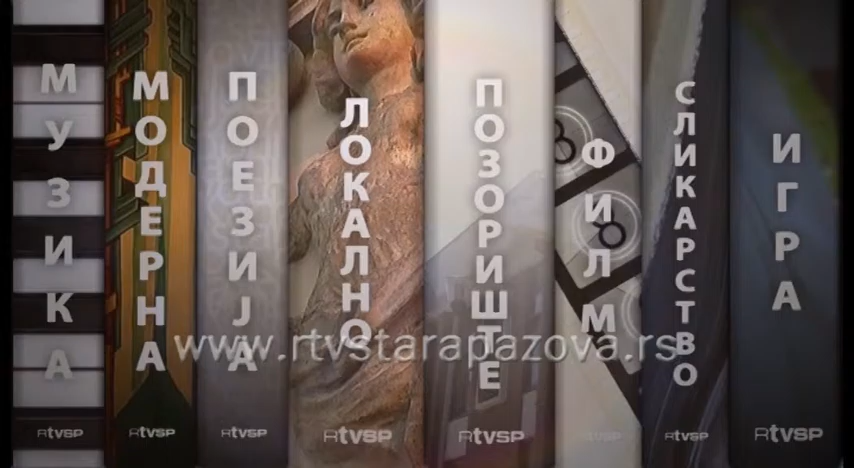 МУЗИКА
МОДЕРНА
ПОЕЗИЈА
ЛОКАЛНО
ПОЗОРИШТЕ
ФИЛМ
СЛИКАРСТВО
ИГРА
www.rtvstarapazova.rs
RTVSP
RTVSP
RTVSP
RTVSP
RTVSP
RTVSP
RTVSP
RTVSP